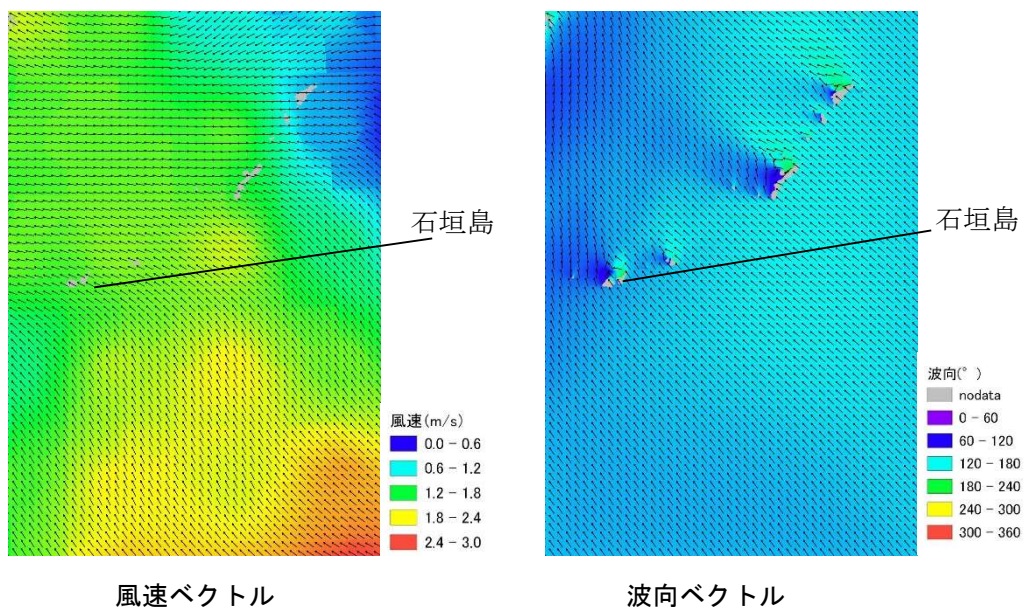 石垣島
風速(m/s)
0.0 - 0.6
0.6 - 1.2
1.2 - 1.8
1.8 - 2.4
2.4 - 3.0
風速ベクトル
石垣島
波向(°)
nodata
0 - 60
60 - 120
120 - 180
180 - 240
240 - 300
300 - 360
波向ベクトル